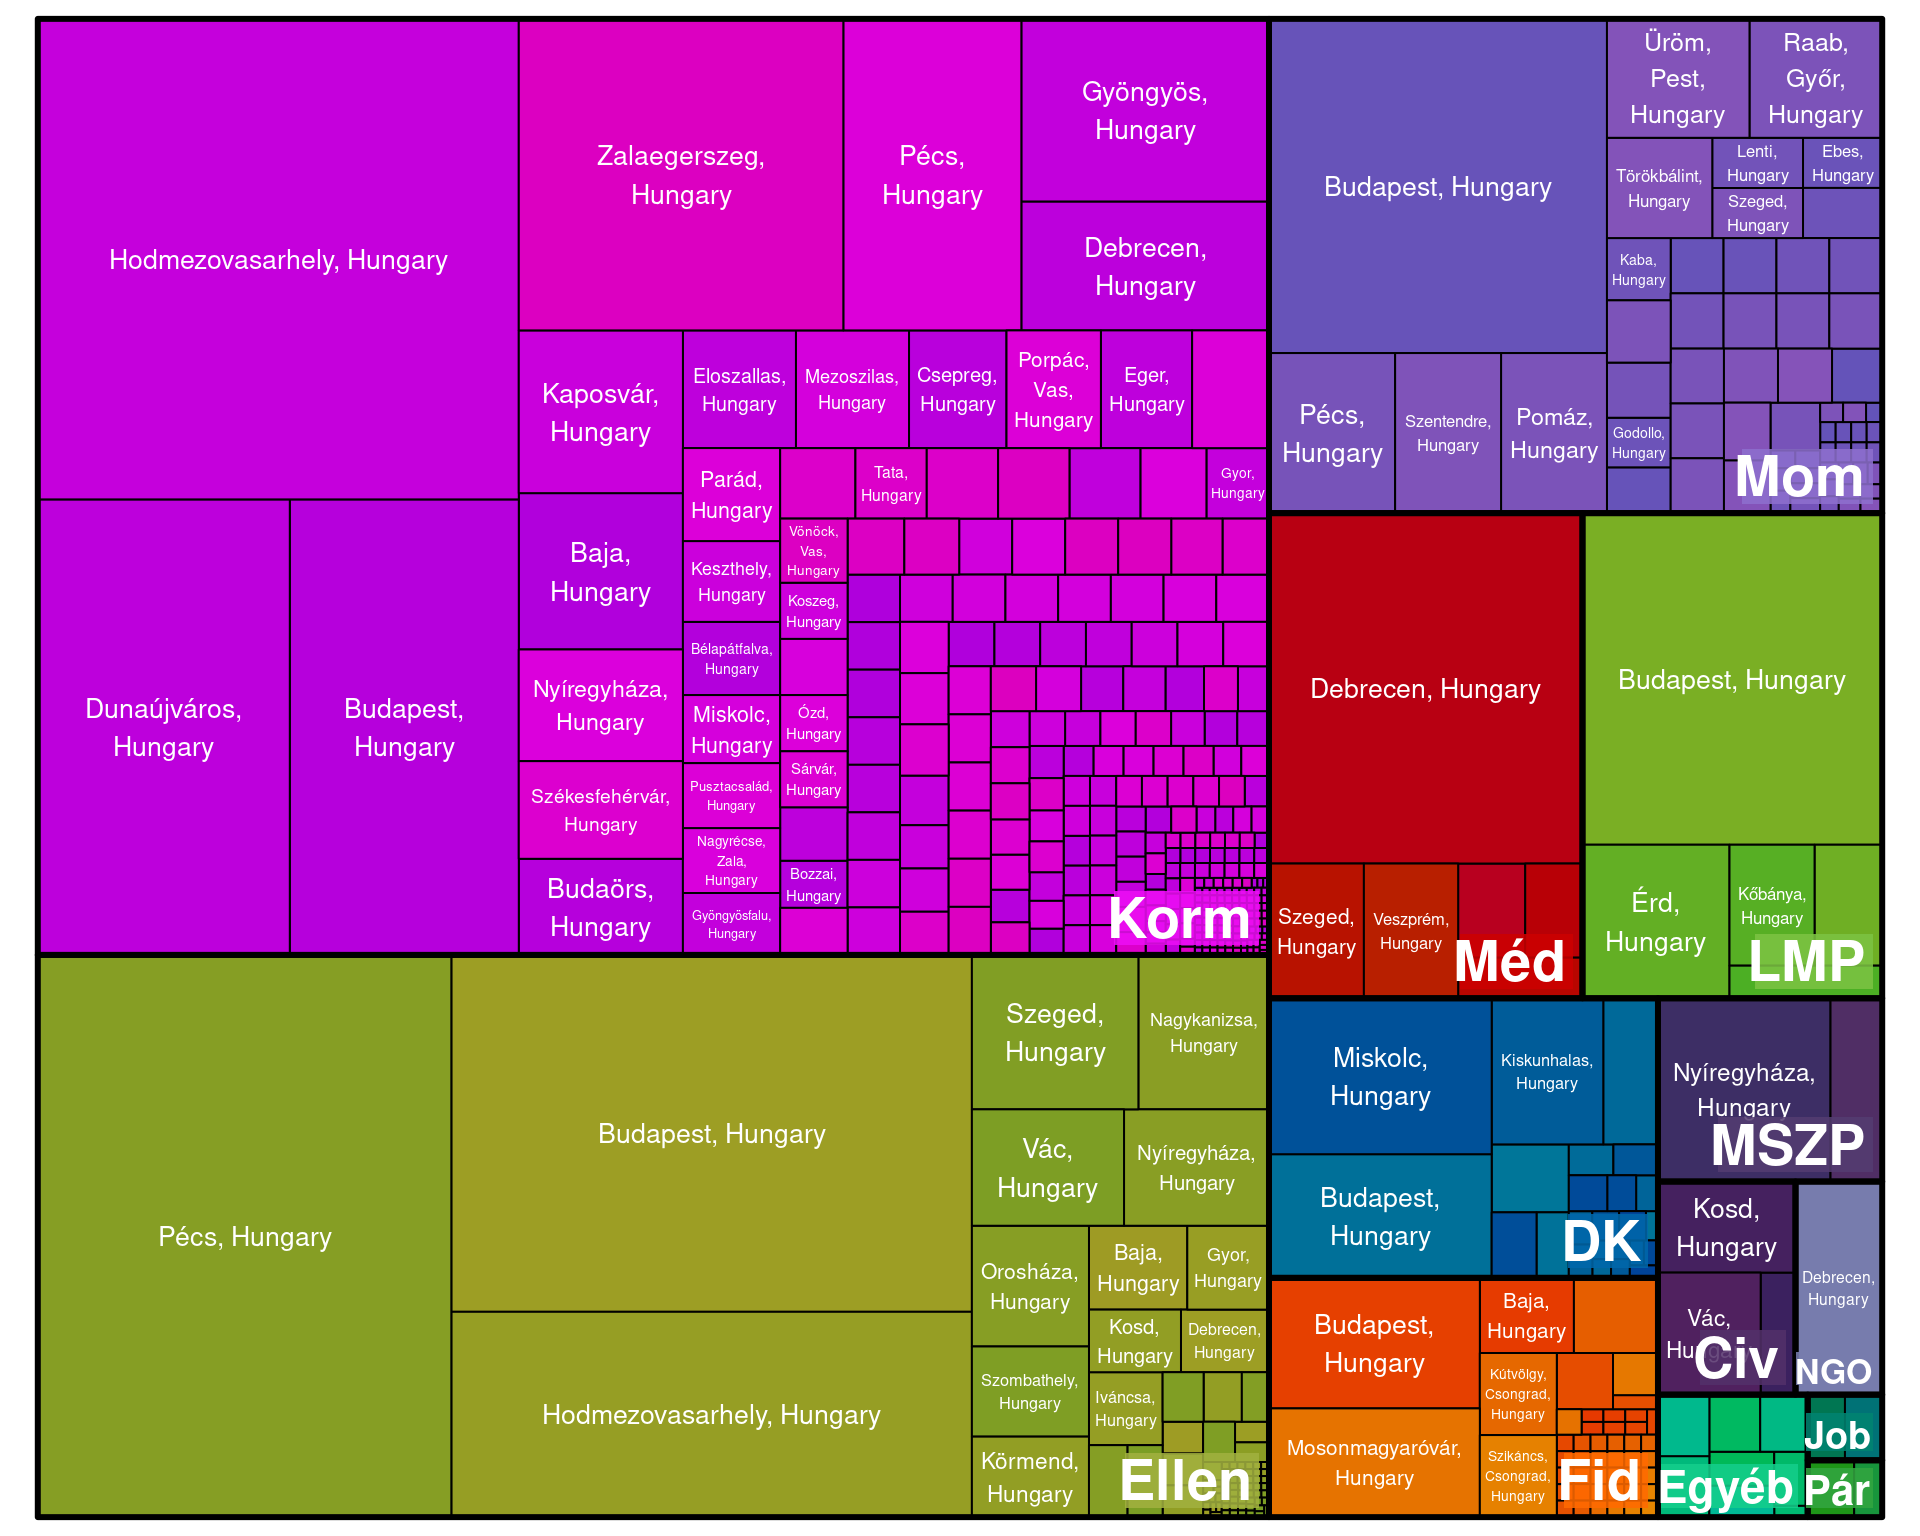 Hodmezovasarhely, Hungary
Dunaújváros,
Hungary
Budapest,
Hungary
Zalaegerszeg,
Hungary
Pécs,
Hungary
Gyöngyös,
Hungary
Debrecen,
Hungary
Kaposvár,
Hungary
Baja,
Hungary
Nyíregyháza,
Hungary
Székesfehérvár,
Hungary
Budaörs,
Hungary
Eloszallas,
Hungary
Mezoszilas,
Hungary
Csepreg,
Hungary
Porpác,
Vas,
Hungary
Eger,
Hungary
Parád,
Hungary
Keszthely,
Hungary
Bélapátfalva,
Hungary
Miskolc,
Hungary
Pusztacsalád,
Hungary
Nagyrécse,
Zala,
Hungary
Gyöngyösfalu,
Hungary
Tata,
Hungary
Gyor,
Hungary
Vönöck,
Vas,
Hungary
Koszeg,
Hungary
Ózd,
Hungary
Sárvár,
Hungary
Bozzai,
Hungary
Korm
Pécs, Hungary
Budapest, Hungary
Hodmezovasarhely, Hungary
Szeged,
Hungary
Nagykanizsa,
Hungary
Vác,
Hungary
Nyíregyháza,
Hungary
Orosháza,
Hungary
Szombathely,
Hungary
Körmend,
Hungary
Baja,
Hungary
Gyor,
Hungary
Kosd,
Hungary
Debrecen,
Hungary
Iváncsa,
Hungary
Ellen
Budapest, Hungary
Pécs,
Hungary
Szentendre,
Hungary
Pomáz,
Hungary
Üröm,
Pest,
Hungary
Raab,
Győr,
Hungary
Törökbálint,
Hungary
Lenti,
Hungary
Ebes,
Hungary
Szeged,
Hungary
Kaba,
Hungary
Godollo,
Hungary
Mom
Debrecen, Hungary
Szeged,
Hungary
Veszprém,
Hungary
Méd
Budapest, Hungary
Érd,
Hungary
Kőbánya,
Hungary
LMP
Miskolc,
Hungary
Budapest,
Hungary
Kiskunhalas,
Hungary
DK
Budapest,
Hungary
Mosonmagyaróvár,
Hungary
Baja,
Hungary
Kútvölgy,
Csongrad,
Hungary
Szikáncs,
Csongrad,
Hungary
Fid
Nyíregyháza,
Hungary
MSZP
Kosd,
Hungary
Vác,
Hungary
Civ
Debrecen,
Hungary
NGO
Egyéb
Job
Pár